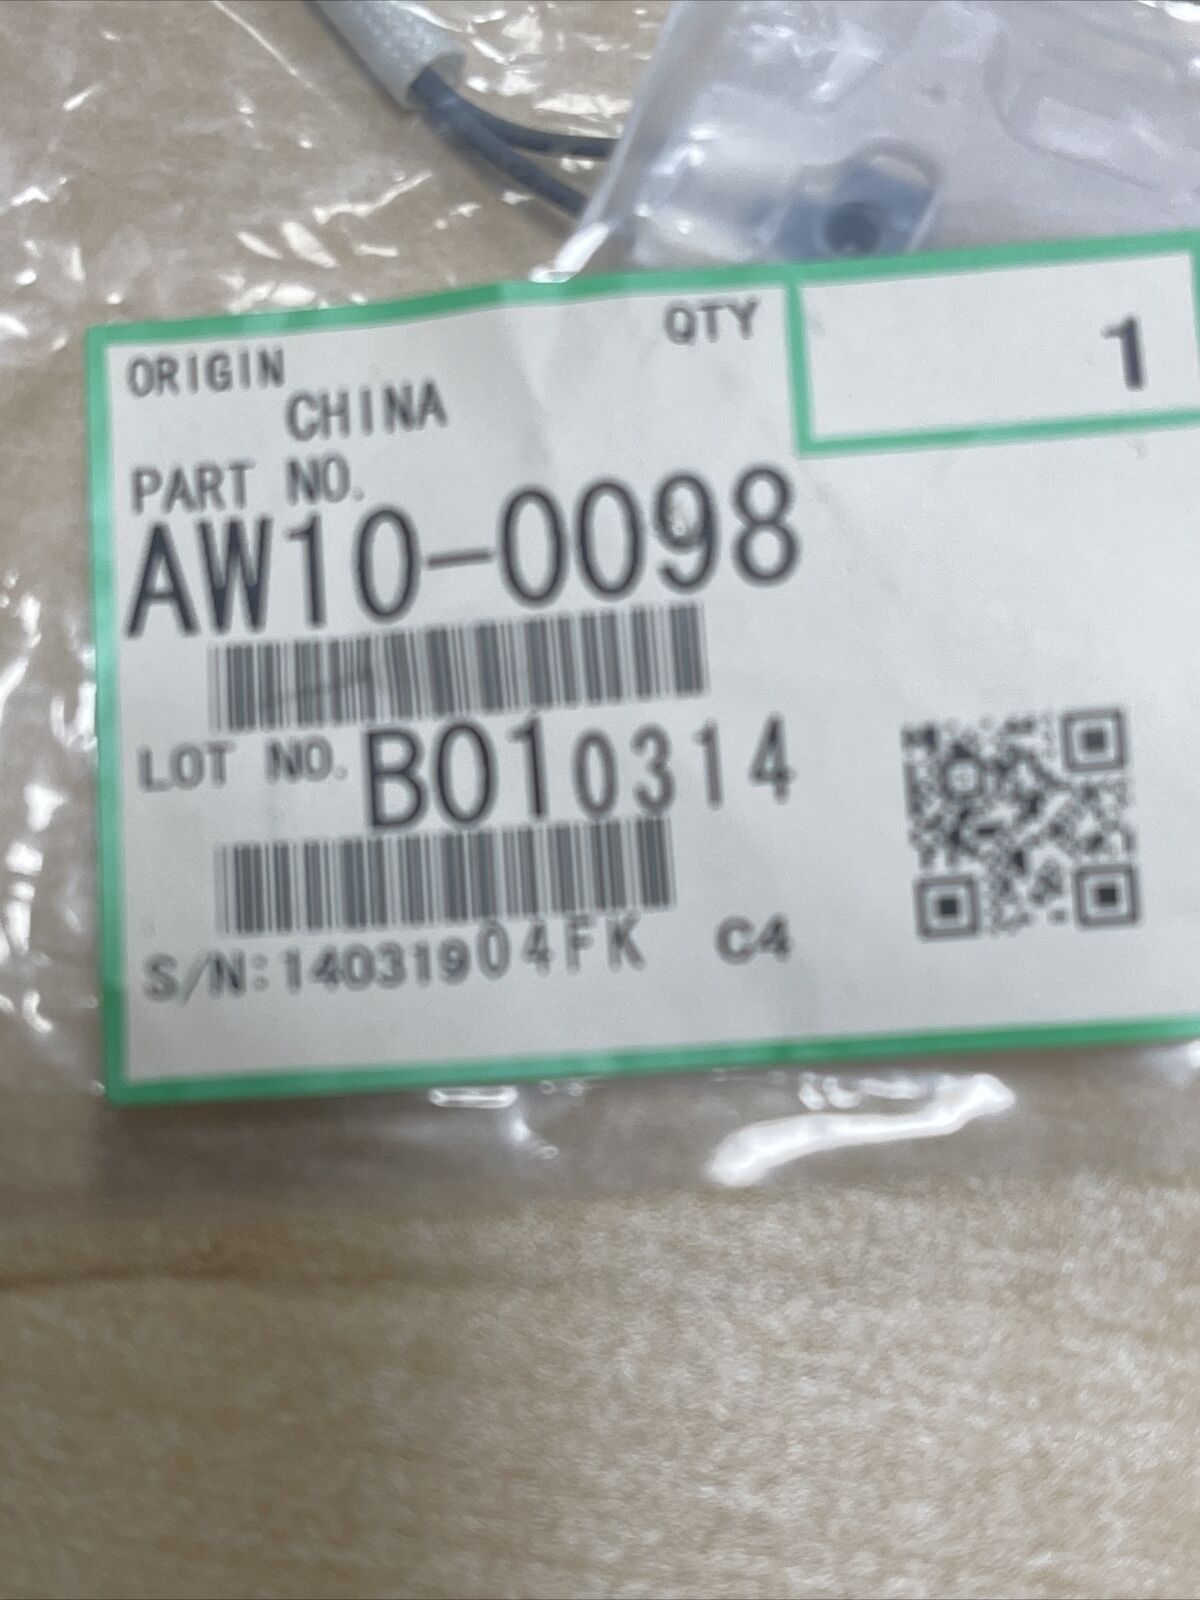 ORIGIN
CHINA
QTY
1
PART NO.
AW10-0098
LOT NO. B010314
S/N:14031904FK C4